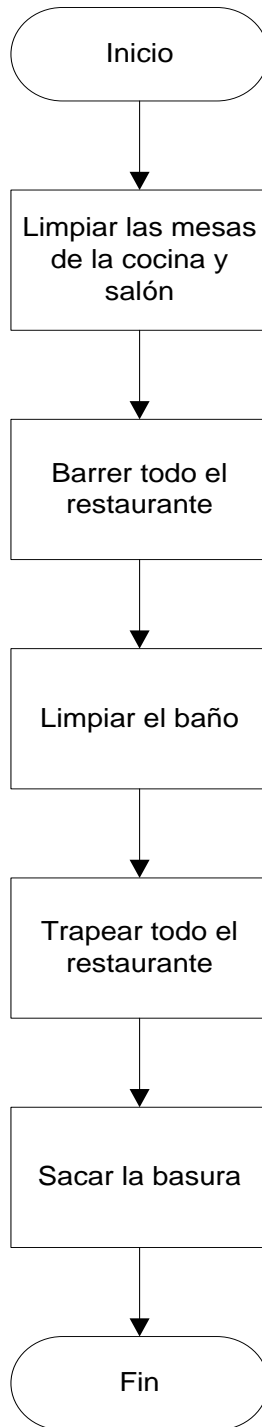 Inicio
Limpiar las mesas
de la cocina y
salón
Barrer todo el
restaurante
Limpiar el baño
Trapear todo el
restaurante
Sacar la basura
Fin